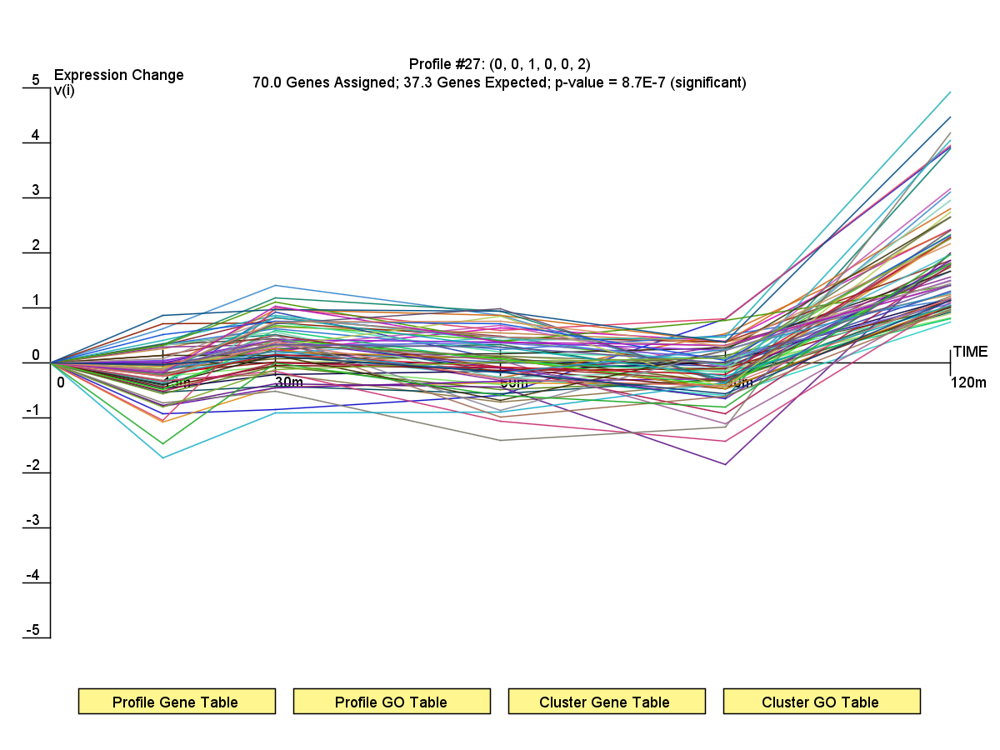 Profile #27: (0, 0, 1, 0, 0, 2)
70.0 Genes Assigned; 37.3 Genes Expected; p-value = 8.7E-7 (significant)
Expression Change
v(i)
5
4
3
2
1
0
-1
-2
-3
-4
-5
TIME
0
30m
120m
Profile Gene Table
Profile GO Table
Cluster Gene Table
Cluster GO Table